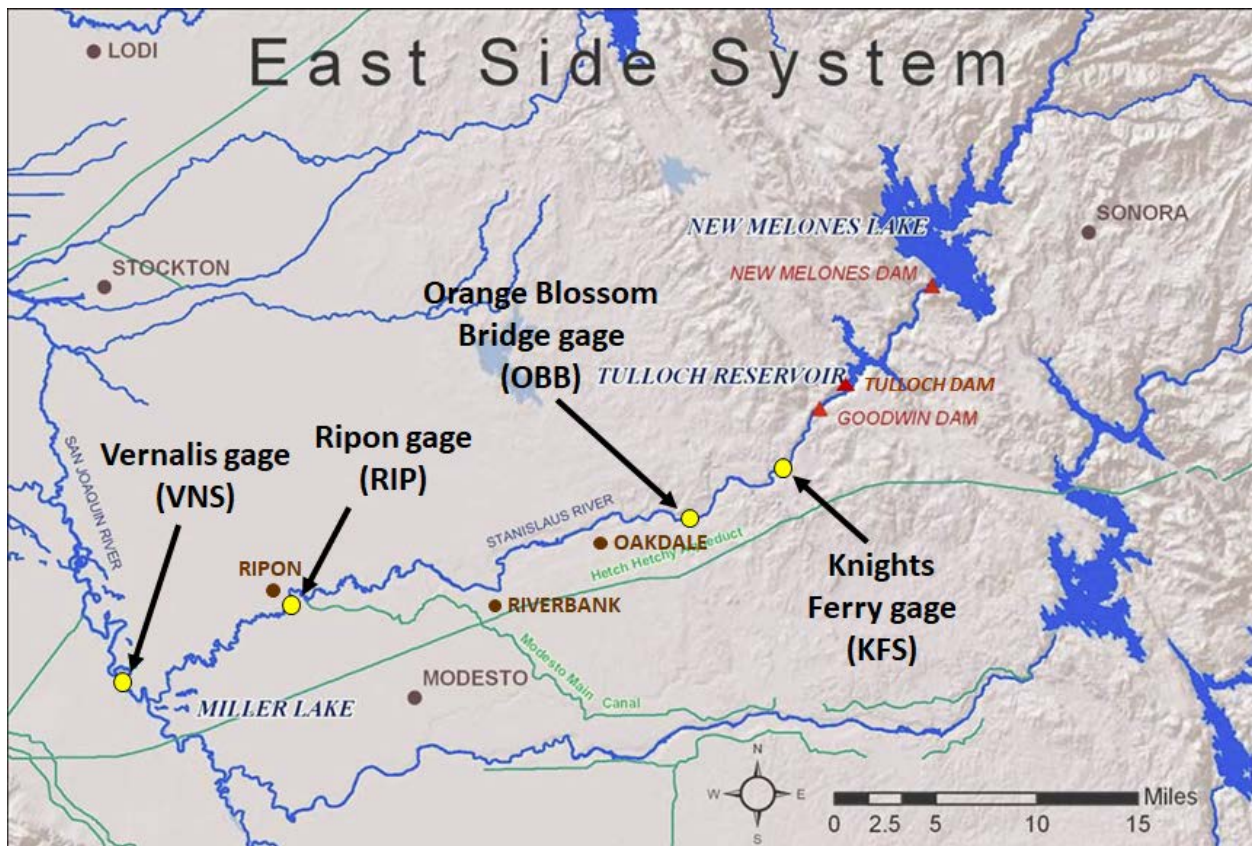 East Side System
LODI
STOCKTON
SONORA
NEW MELONES LAKE
NEW MELONES DAM
Orange Blossom
Bridge gage
(OBB)
TULLOCH RESERVOIR
TULLOCH DAM
GOODWIN DAM
SAN JOAQUIN RIVER
Vernalis gage
(VNS)
Ripon gage
(RIP)
STANISLAUS RIVER
OAKDALE
Hetch Hetchy Aqueduct
RIPON
RIVERBANK
Knights
Ferry gage
(KFS)
Modesto Main Canal
MODESTO
MILLER LAKE
N
W
E
S
Miles
0 2.5 5 10 15